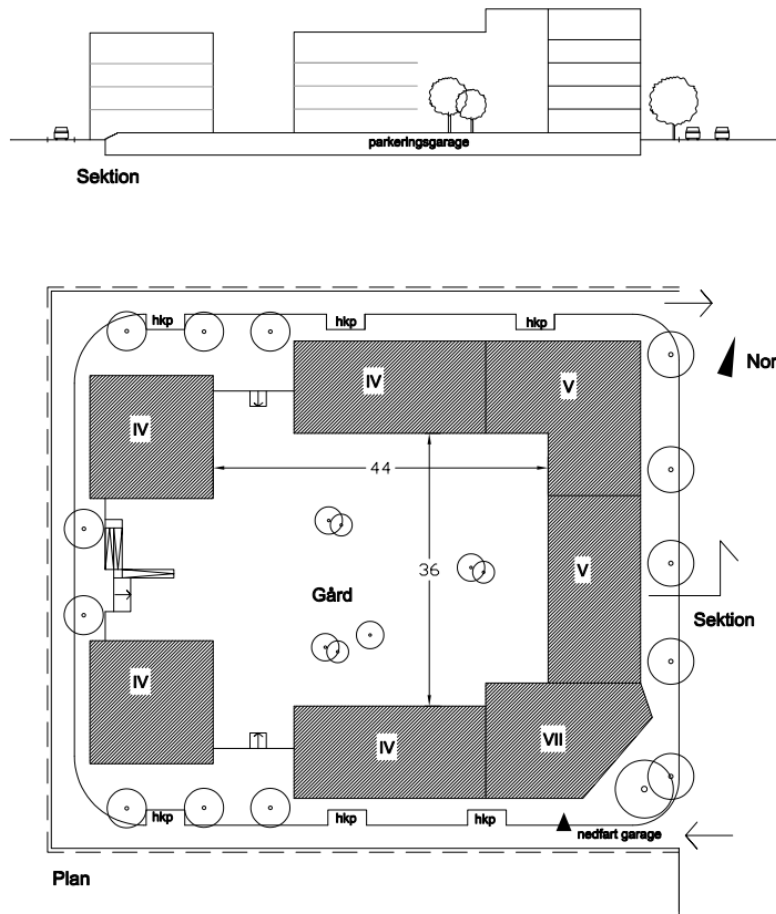 parkeringsgarage
Sektion
hkp
hkp
hkp
Nor
IV
V
IV
44
36
V
Gård
Sektion
IV
IV
VII
hkp
hkp
hkp
nedfart garage
Plan